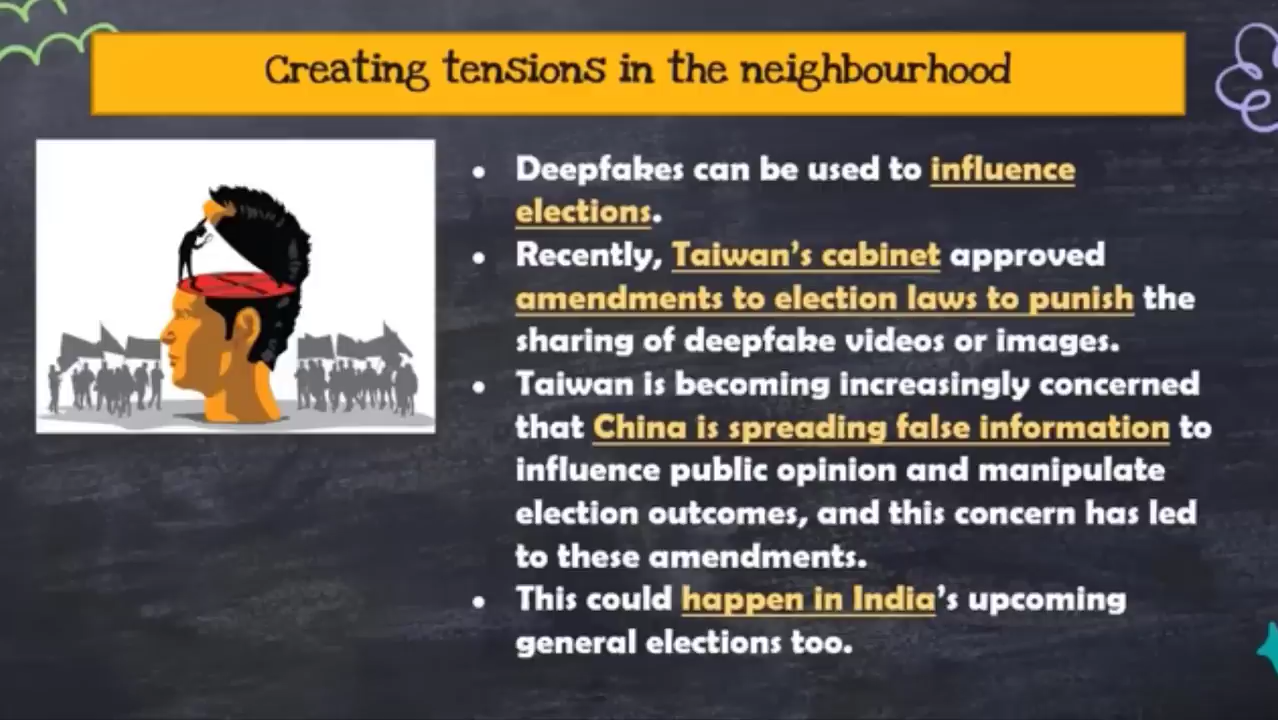 Creating tensions in the neighbourhood
• Deepfakes can be used to influence
elections.
• Recently, Taiwan’s cabinet approved
amendments to election laws to punish the
sharing of deepfake videos or images.
• Taiwan is becoming increasingly concerned
that China is spreading false information to
influence public opinion and manipulate
election outcomes, and this concern has led
to these amendments.
• This could happen in India’s upcoming
general elections too.